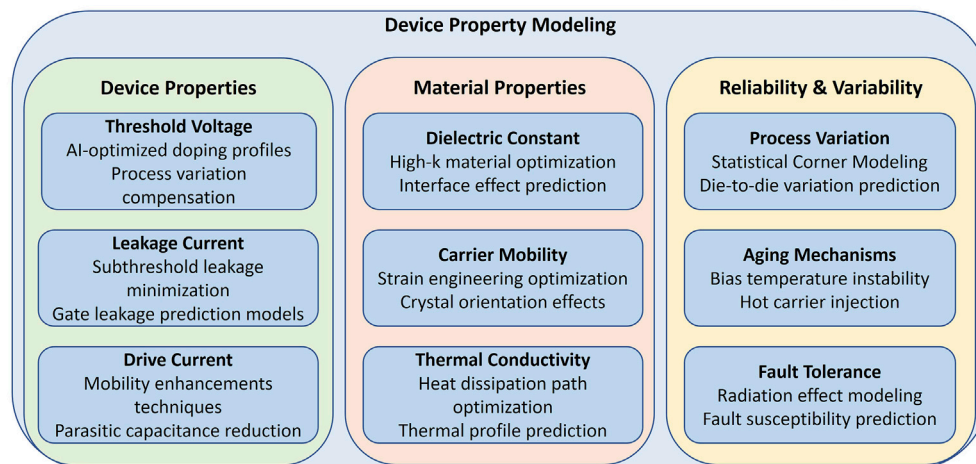 Device Property Modeling
Device Properties
Threshold Voltage
AI-optimized doping profiles
Process variation
compensation
Leakage Current
Subthreshold leakage
minimization
Gate leakage prediction models
Drive Current
Mobility enhancements
techniques
Parasitic capacitance reduction
Material Properties
Dielectric Constant
High-k material optimization
Interface effect prediction
Carrier Mobility
Strain engineering optimization
Crystal orientation effects
Thermal Conductivity
Heat dissipation path
optimization
Thermal profile prediction
Reliability & Variability
Process Variation
Statistical Corner Modeling
Die-to-die variation prediction
Aging Mechanisms
Bias temperature instability
Hot carrier injection
Fault Tolerance
Radiation effect modeling
Fault susceptibility prediction